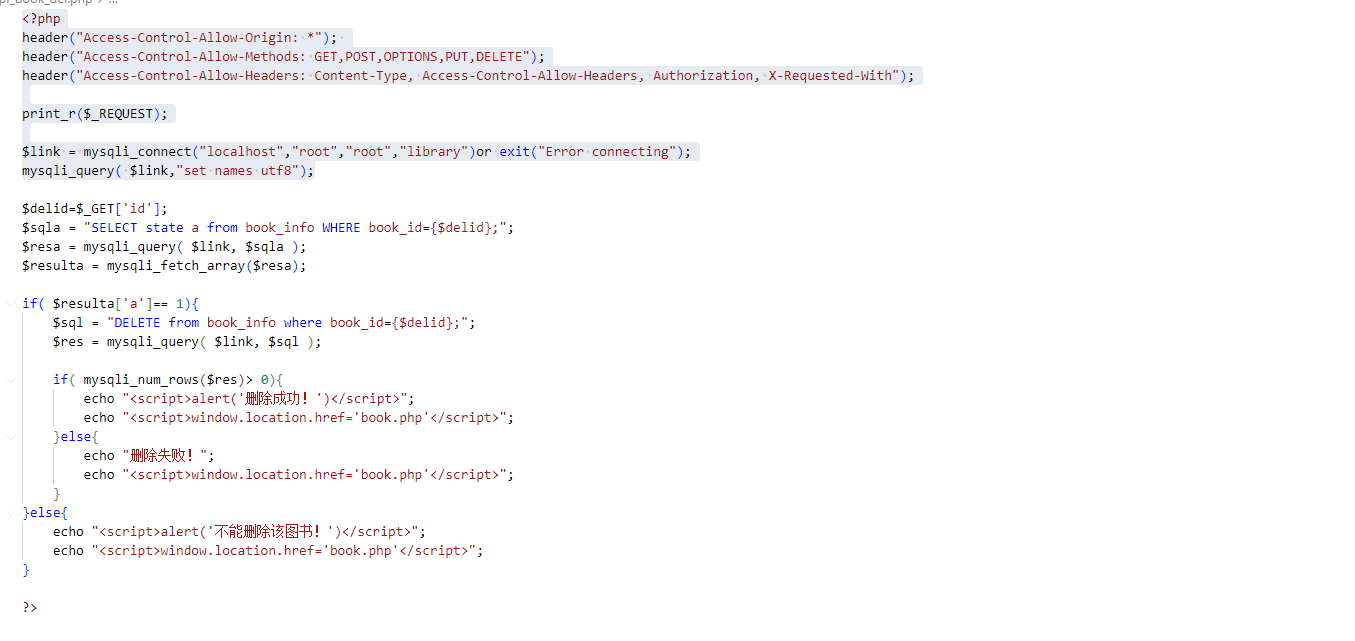 pi_book_del.php > ...
<?php
header("Access-Control-Allow-Origin: *");
header("Access-Control-Allow-Methods: GET,POST,OPTIONS,PUT,DELETE");
header("Access-Control-Allow-Headers: Content-Type, Access-Control-Allow-Headers, Authorization, X-Requested-With");
print_r($_REQUEST);
$link = mysqli_connect("localhost","root","root","library")or exit("Error connecting");
mysqli_query( $link,"set names utf8");
$delid=$_GET['id'];
$sqla = "SELECT state a from book_info WHERE book_id={$delid};";
$resa = mysqli_query( $link, $sqla );
$resulta = mysqli_fetch_array($resa);
if( $resulta['a']== 1){
    $sql = "DELETE from book_info where book_id={$delid};";
    $res = mysqli_query( $link, $sql );
    if( mysqli_num_rows($res)> 0){
        echo "<script>alert('删除成功！')</script>";
        echo "<script>window.location.href='book.php'</script>";
    }else{
        echo "删除失败！";
        echo "<script>window.location.href='book.php'</script>";
    }
}else{
    echo "<script>alert('不能删除该图书！')</script>";
    echo "<script>window.location.href='book.php'</script>";
}
?>